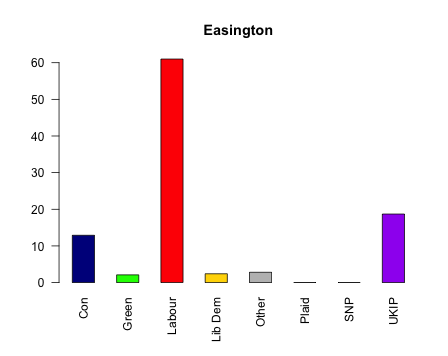 Easington
60
50
40
30
20
10
0
Con
Green
Labour
Lib Dem
Other
Plaid
SNP
UKIP